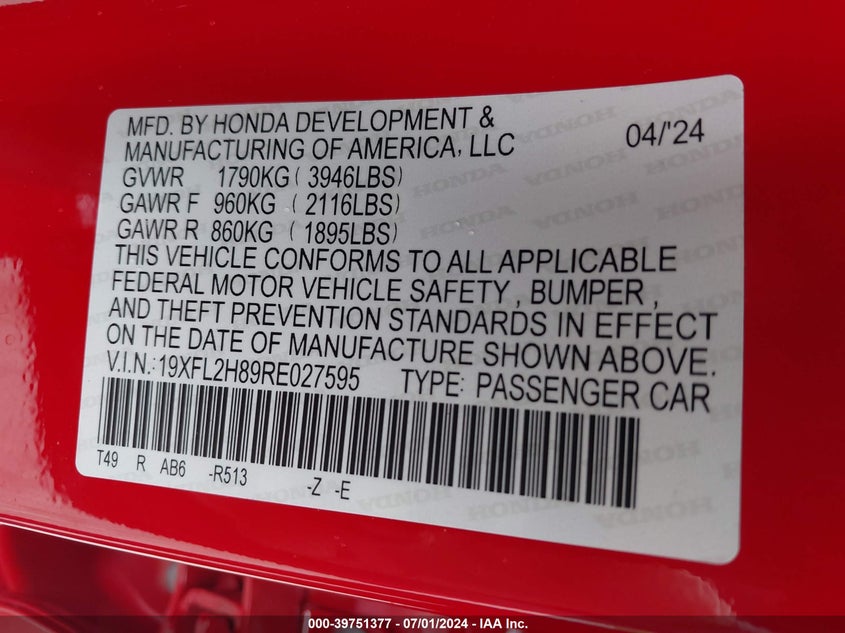 MFD. BY HONDA DEVELOPMENT & MANUFACTURING OF AMERICA, LLC 04/'24
GVWR 1790KG ( 3946LBS)
GAWR F 960KG ( 2116LBS)
GAWR R 860KG ( 1895LBS)
THIS VEHICLE CONFORMS TO ALL APPLICABLE
FEDERAL MOTOR VEHICLE SAFETY, BUMPER,
AND THEFT PREVENTION STANDARDS IN EFFECT
ON THE DATE OF MANUFACTURE SHOWN ABOVE.
V.I.N.:19XFL2H89RE027595 TYPE: PASSENGER CAR
T49 R AB6 -R513 -Z -E
000-39751377 - 07/01/2024 - IAA Inc.